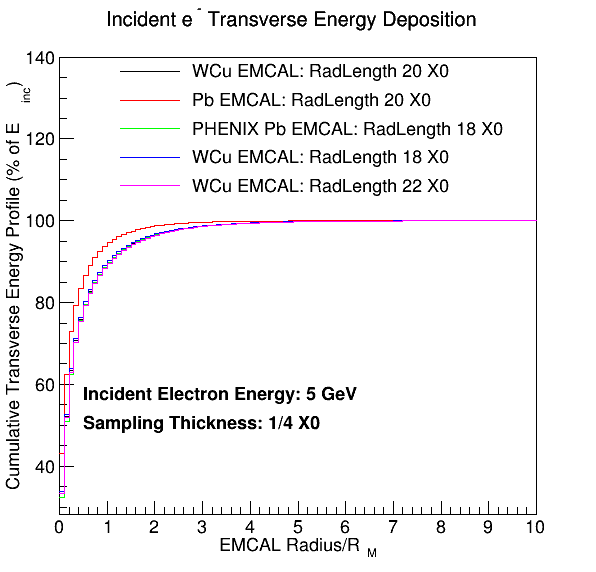 Incident e- Transverse Energy Deposition
140
WCu EMCAL: RadLength 20 X0
Pb EMCAL: RadLength 20 X0
PHENIX Pb EMCAL: RadLength 18 X0
WCu EMCAL: RadLength 18 X0
WCu EMCAL: RadLength 22 X0
120
100
80
60
40
Cumulative Transverse Energy Profile (% of E inc)
Incident Electron Energy: 5 GeV
Sampling Thickness: 1/4 X0
0 1 2 3 4 5 6 7 8 9 10
EMCAL Radius/R M